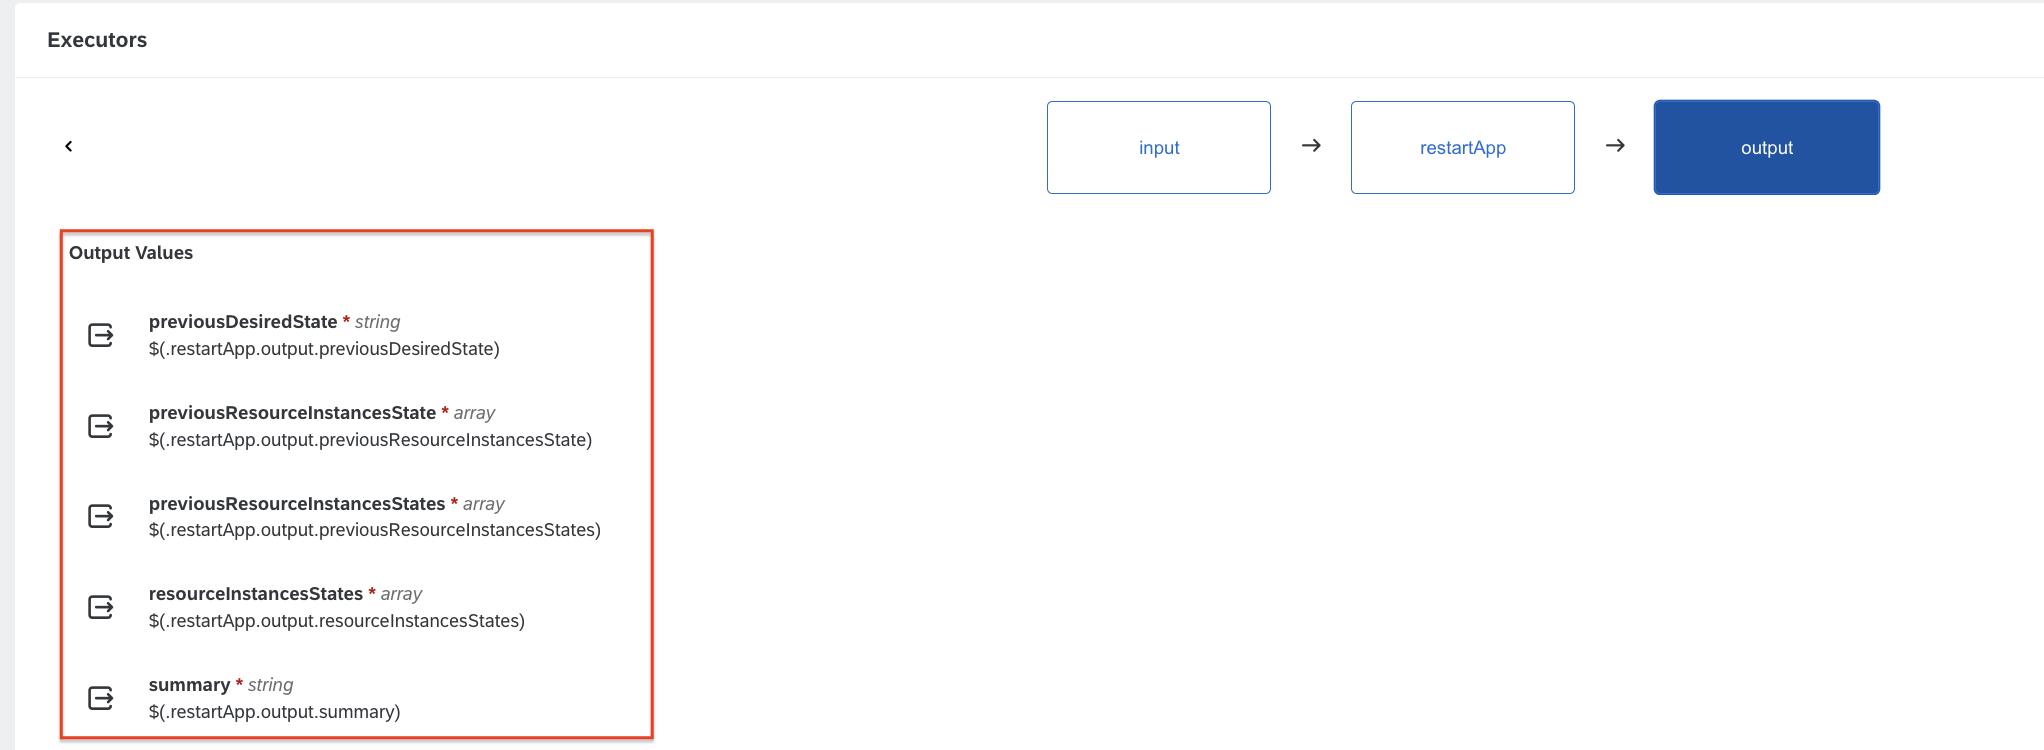 Executors
input
restartApp
output
Output Values
previousDesiredState * string
$(.restartApp.output.previousDesiredState)
previousResourceInstancesState * array
$(.restartApp.output.previousResourceInstancesState)
previousResourceInstancesStates * array
$(.restartApp.output.previousResourceInstancesStates)
resourceInstancesStates * array
$(.restartApp.output.resourceInstancesStates)
summary * string
$(.restartApp.output.summary)